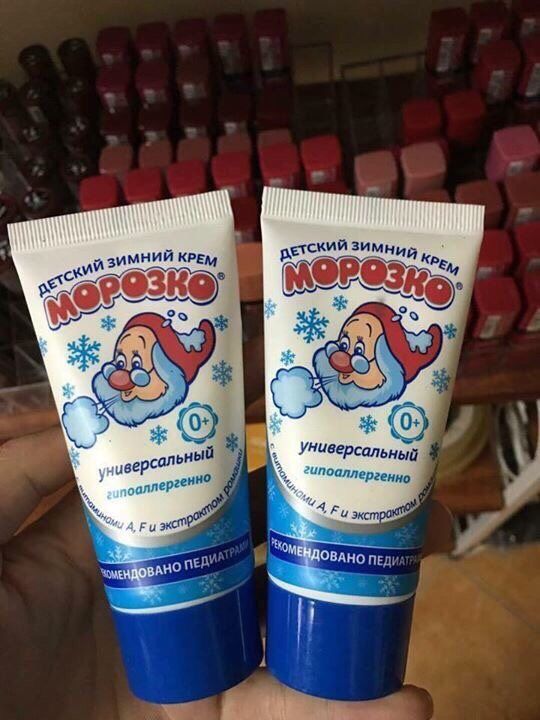 ДЕТСКИЙ ЗИМНИЙ КРЕМ
МОРОЗКО®
0+
универсальный
гипоаллергенно
с витаминами A, F и экстрактом ромашки
РЕКОМЕНДОВАНО ПЕДИАТРАМИ
ДЕТСКИЙ ЗИМНИЙ КРЕМ
МОРОЗКО®
0+
универсальный
гипоаллергенно
с витаминами A, F и экстрактом ромашки
РЕКОМЕНДОВАНО ПЕДИАТРАМИ